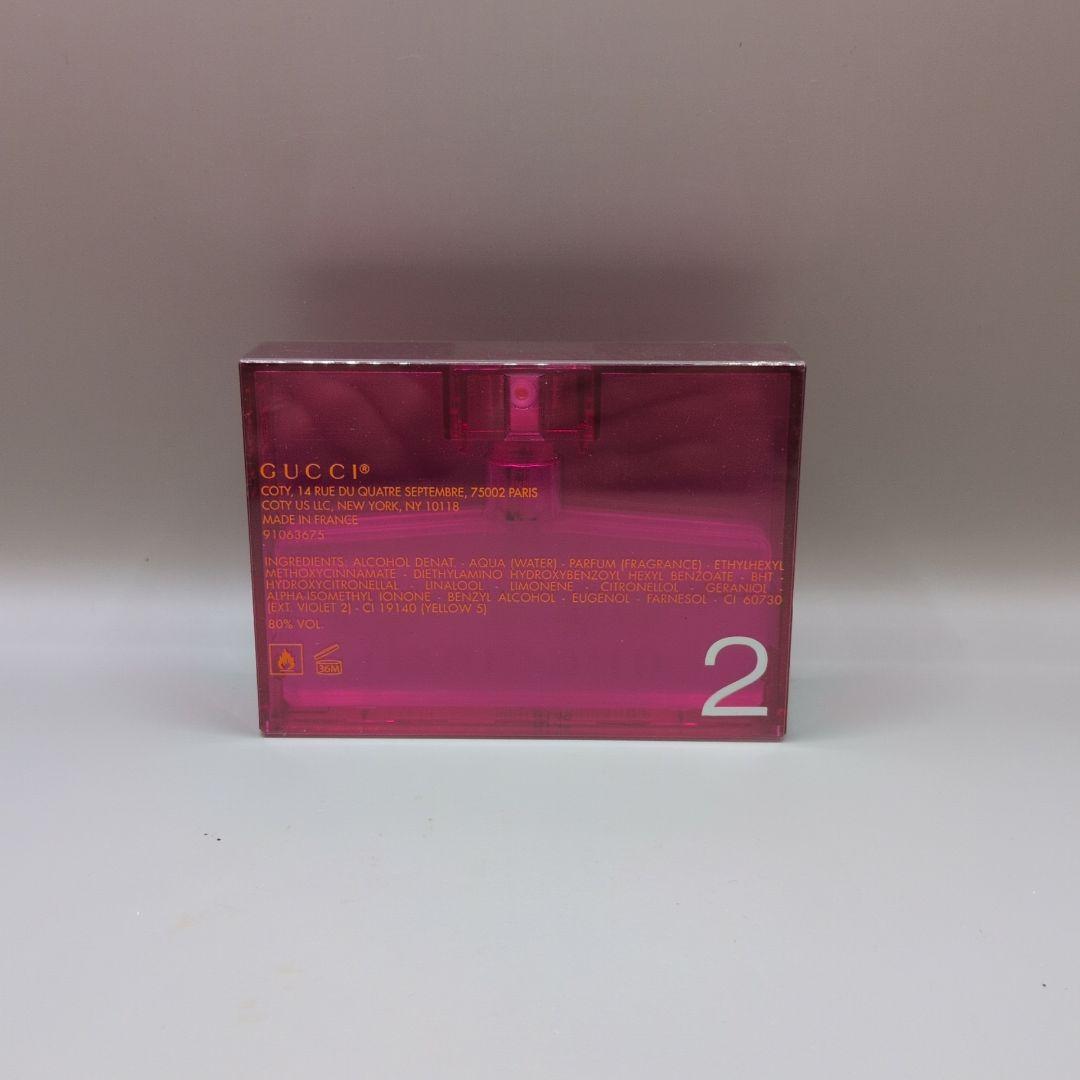 GUCCI®
COTY, 14 RUE DU QUATRE SEPTEMBRE, 75002 PARIS
COTY US LLC, NEW YORK, NY 10118
MADE IN FRANCE
91063675
INGREDIENTS: ALCOHOL DENAT. - AQUA (WATER) - PARFUM (FRAGRANCE) - ETHYLHEXYL
METHOXYCINNAMATE - DIETHYLAMINO HYDROXYBENZOYL HEXYL BENZOATE - BHT -
HYDROXYCITRONELLAL - LINALOOL - LIMONENE - CITRONELLOL - GERANIOL -
ALPHA-ISOMETHYL IONONE - BENZYL ALCOHOL - EUGENOL - FARNESOL - CI 60730
(EXT. VIOLET 2) - CI 19140 (YELLOW 5)
80% VOL.
36M
2